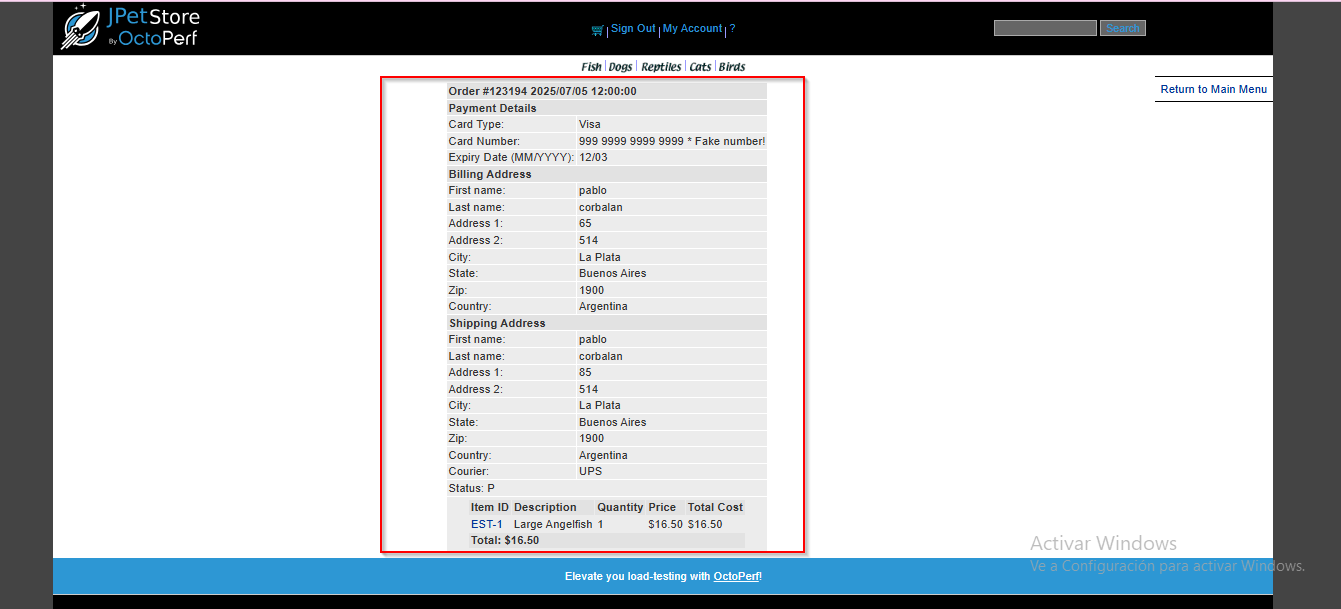 JPetStore
By OctoPerf
Sign Out | My Account | ?
Search
Fish | Dogs | Reptiles | Cats | Birds
Return to Main Menu
Order #123194 2025/07/05 12:00:00
Payment Details
Card Type: Visa
Card Number: 999 9999 9999 9999 * Fake number!
Expiry Date (MM/YYYY): 12/03
Billing Address
First name: pablo
Last name: corbalan
Address 1: 65
Address 2: 514
City: La Plata
State: Buenos Aires
Zip: 1900
Country: Argentina
Shipping Address
First name: pablo
Last name: corbalan
Address 1: 85
Address 2: 514
City: La Plata
State: Buenos Aires
Zip: 1900
Country: Argentina
Courier: UPS
Status: P
Item ID Description Quantity Price Total Cost
EST-1 Large Angelfish 1 $16.50 $16.50
Total: $16.50
Activar Windows
Ve a Configuración para activar Windows.
Elevate you load-testing with OctoPerf!